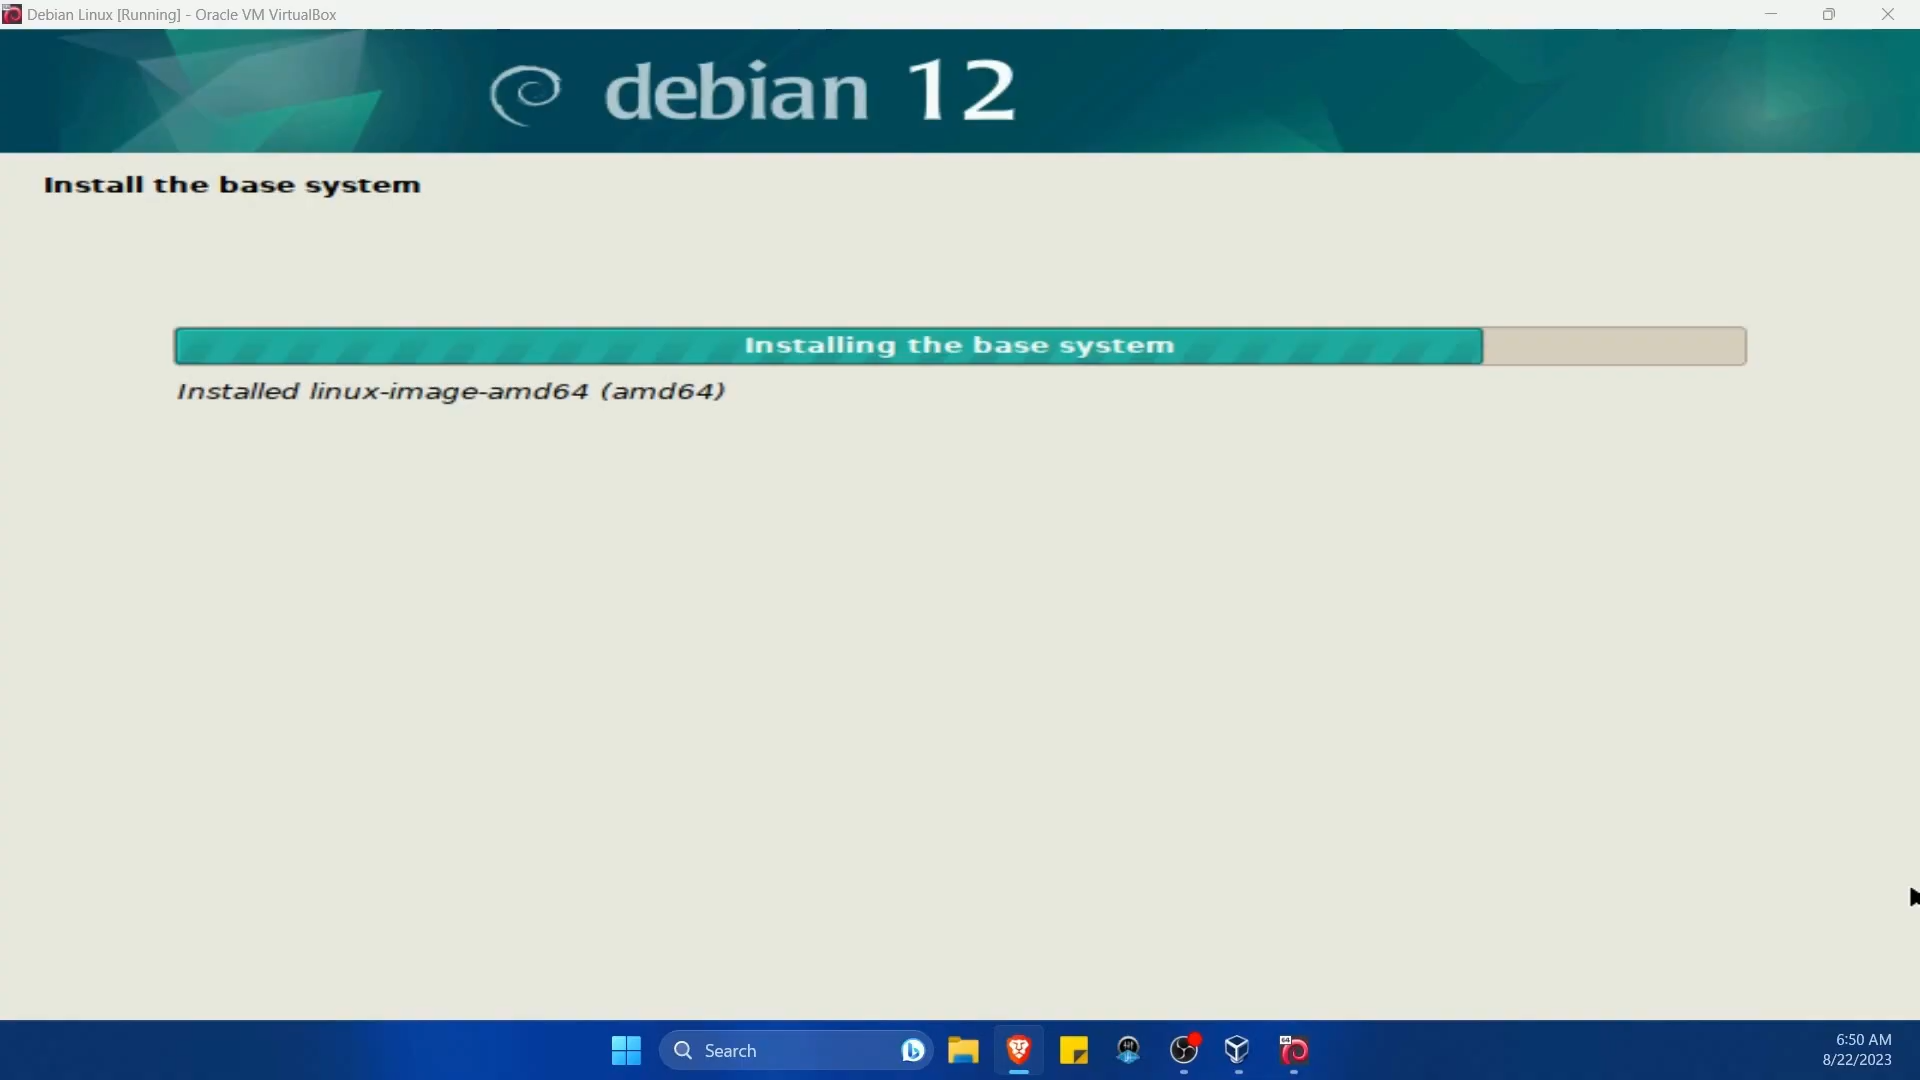 Debian Linux [Running] - Oracle VM VirtualBox
debian 12
Install the base system
Installing the base system
Installed linux-image-amd64 (amd64)
Search
6:50 AM
8/22/2023